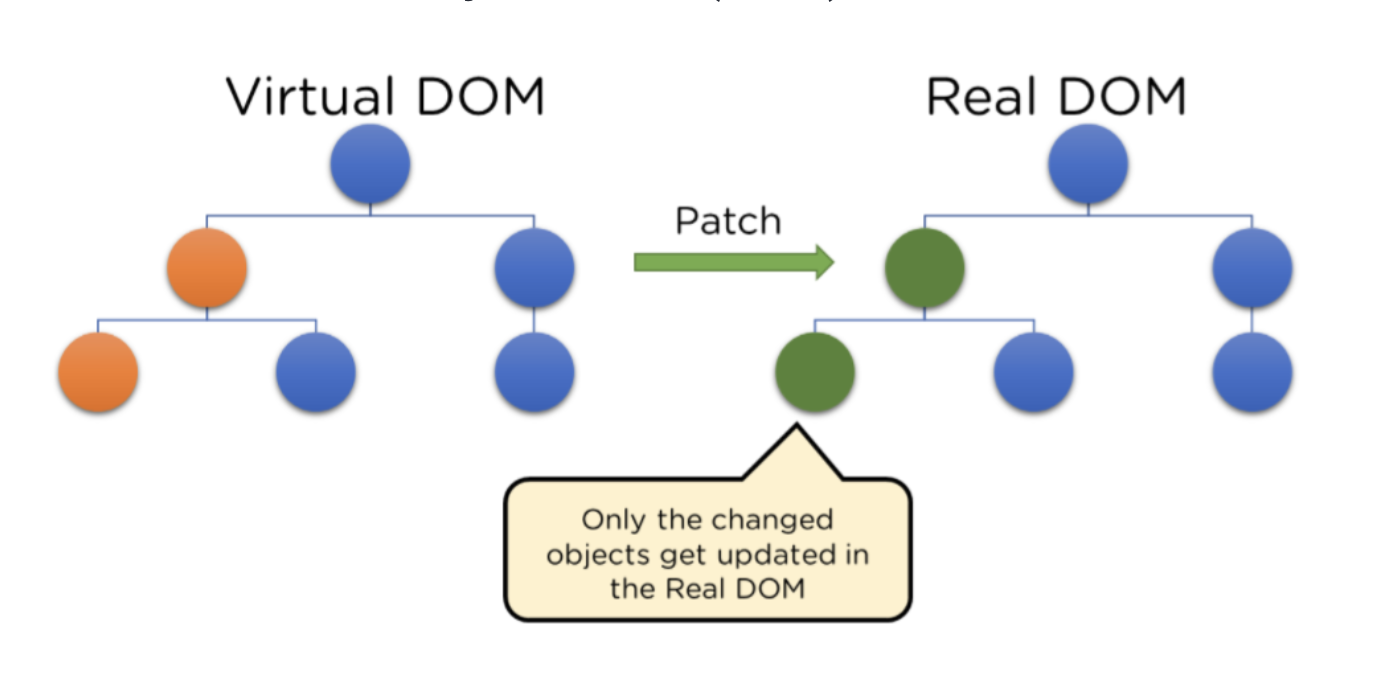 Virtual DOM
Real DOM
Patch
Only the changed
objects get updated in
the Real DOM